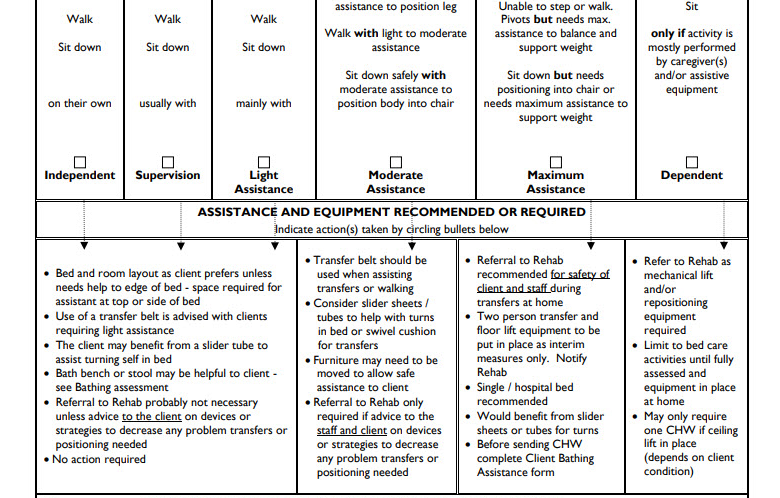 Walk
Sit down
on their own
Independent
Walk
Sit down
usually with
Supervision
Walk
Sit down
mainly with
Light
Assistance
assistance to position leg
Walk with light to moderate
assistance
Sit down safely with
moderate assistance to
position body into chair
Moderate
Assistance
Unable to step or walk.
Pivots but needs max.
assistance to balance and
support weight
Sit down but needs
positioning into chair or
needs maximum assistance to
support weight
Maximum
Assistance
Sit
only if activity is
mostly performed
by caregiver(s)
and/or assistive
equipment
Dependent
ASSISTANCE AND EQUIPMENT RECOMMENDED OR REQUIRED
Indicate action(s) taken by circling bullets below
• Bed and room layout as client prefers unless
needs help to edge of bed - space required for
assistant at top or side of bed
• Use of a transfer belt is advised with clients
requiring light assistance
• The client may benefit from a slider tube to
assist turning self in bed
• Bath bench or stool may be helpful to client -
see Bathing assessment
• Referral to Rehab probably not necessary
unless advice to the client on devices or
strategies to decrease any problem transfers or
positioning needed
• No action required
• Transfer belt should be
used when assisting
transfers or walking
• Consider slider sheets /
tubes to help with turns
in bed or swivel cushion
for transfers
• Furniture may need to be
moved to allow safe
assistance to client
• Referral to Rehab only
required if advice to the
staff and client on devices
or strategies to decrease
any problem transfers or
positioning needed
• Referral to Rehab
recommended for safety of
client and staff during
transfers at home
• Two person transfer and
floor lift equipment to be
put in place as interim
measures only. Notify
Rehab
• Single / hospital bed
recommended
• Would benefit from slider
sheets or tubes for turns
• Before sending CHW
complete Client Bathing
Assistance form
• Refer to Rehab as
mechanical lift
and/or
repositioning
equipment
required
• Limit to bed care
activities until fully
assessed and
equipment in place
at home
• May only require
one CHW if ceiling
lift in place
(depends on client
condition)